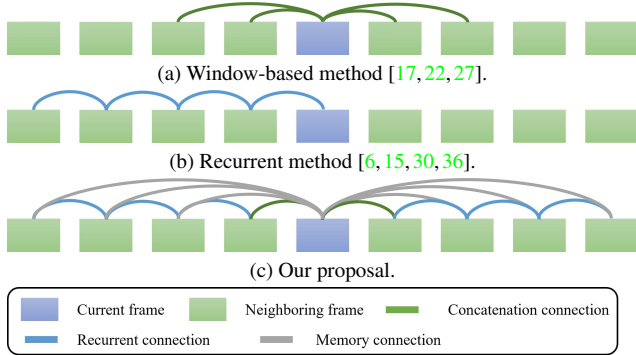 (a) Window-based method [17, 22, 27].
(b) Recurrent method [6, 15, 30, 36].
(c) Our proposal.
Current frame Neighboring frame Concatenation connection
Recurrent connection Memory connection